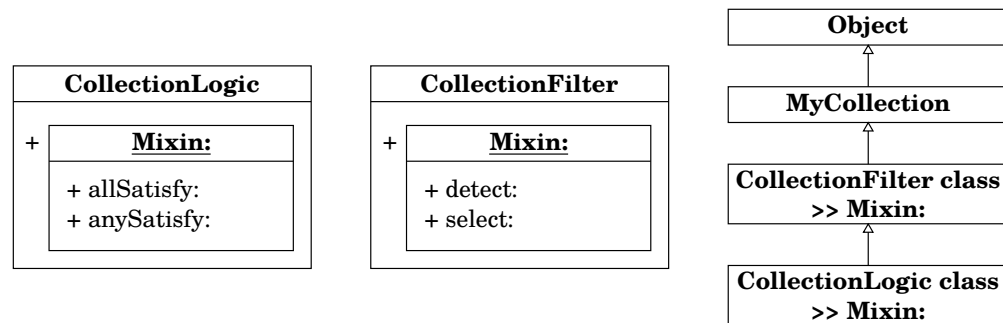 CollectionLogic
+
Mixin:
+ allSatisfy:
+ anySatisfy:
CollectionFilter
+
Mixin:
+ detect:
+ select:
Object
MyCollection
CollectionFilter class
>> Mixin:
CollectionLogic class
>> Mixin: